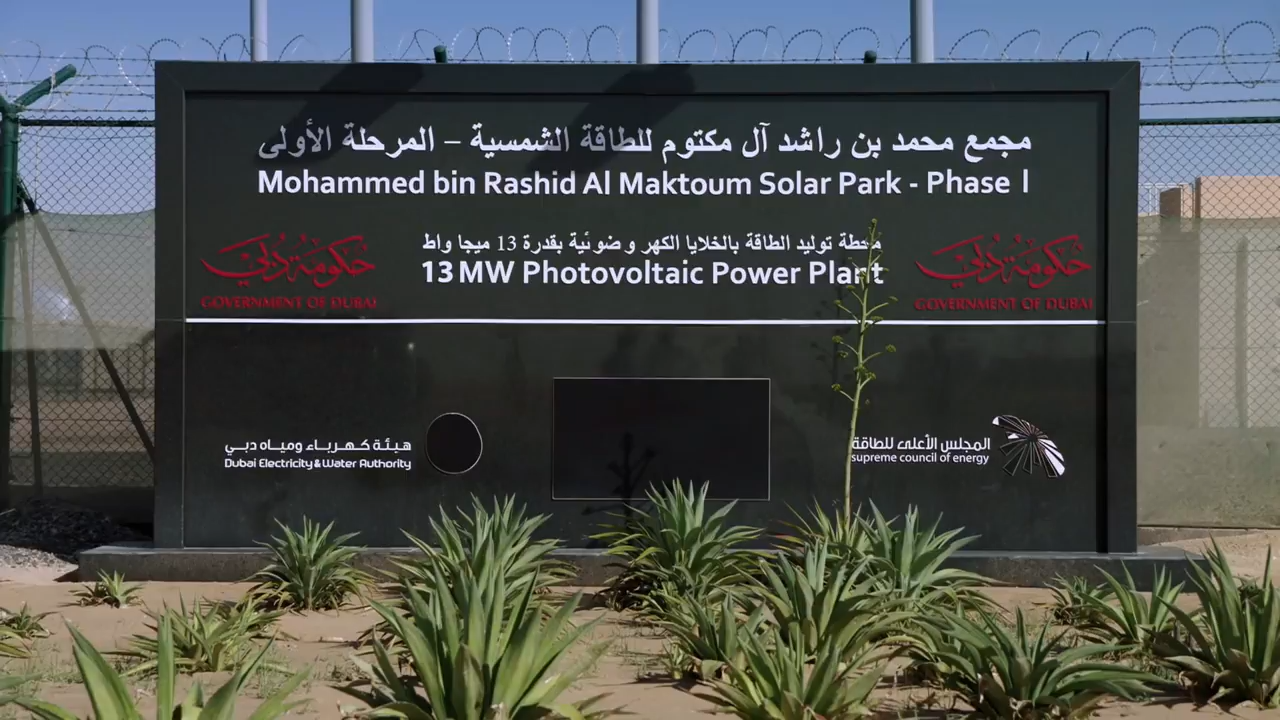 مجمع محمد بن راشد آل مكتوم للطاقة الشمسية – المرحلة الأولى
Mohammed bin Rashid Al Maktoum Solar Park - Phase I
محطة توليد الطاقة بالخلايا الكهر و ضوئية بقدرة 13 ميجا واط
13 MW Photovoltaic Power Plant
حكومة دبي
GOVERNMENT OF DUBAI
حكومة دبي
GOVERNMENT OF DUBAI
هيئة كهرباء ومياه دبي
Dubai Electricity & Water Authority
المجلس الأعلى للطاقة
supreme council of energy